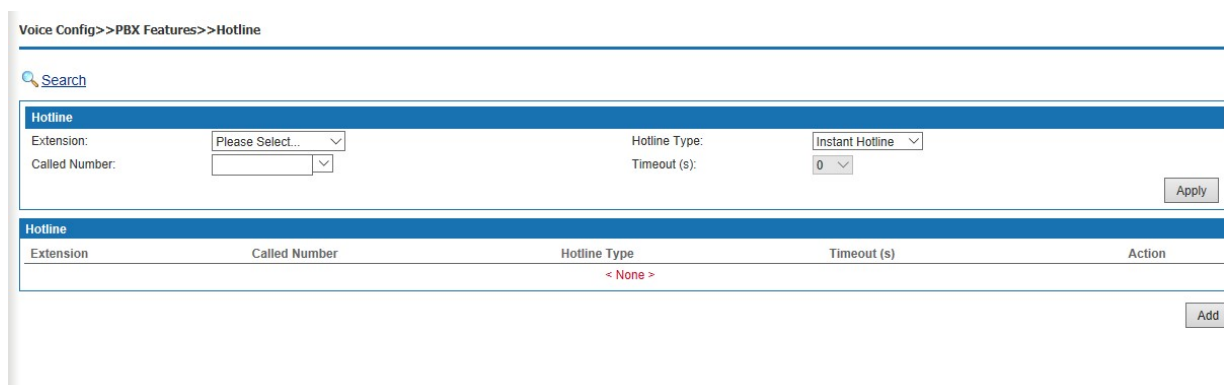 Voice Config>>PBX Features>>Hotline
Search
Hotline
Extension: Please Select... Hotline Type: Instant Hotline
Called Number: Timeout (s): 0
Apply
Hotline
Extension Called Number Hotline Type Timeout (s) Action
< None >
Add